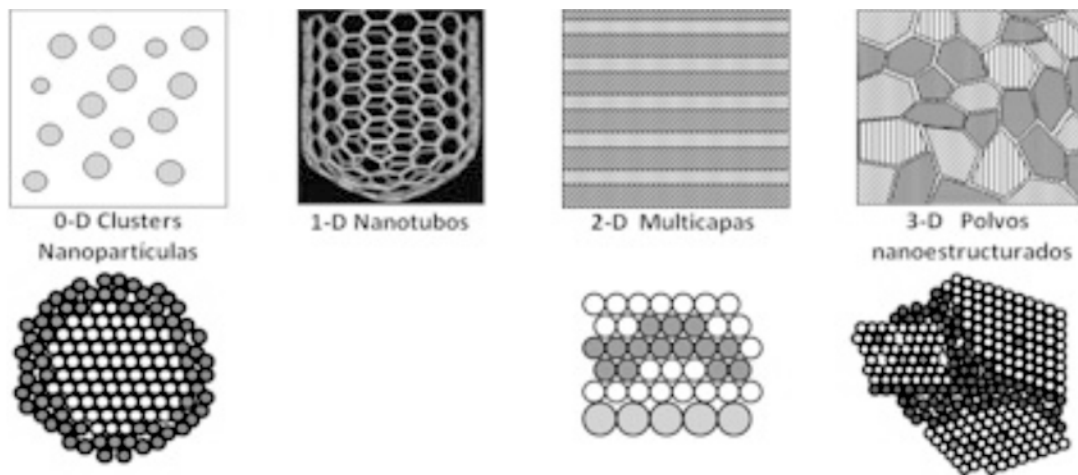 0-D Clusters
Nanopartículas
1-D Nanotubos
2-D Multicapas
3-D Polvos
nanoestructurados